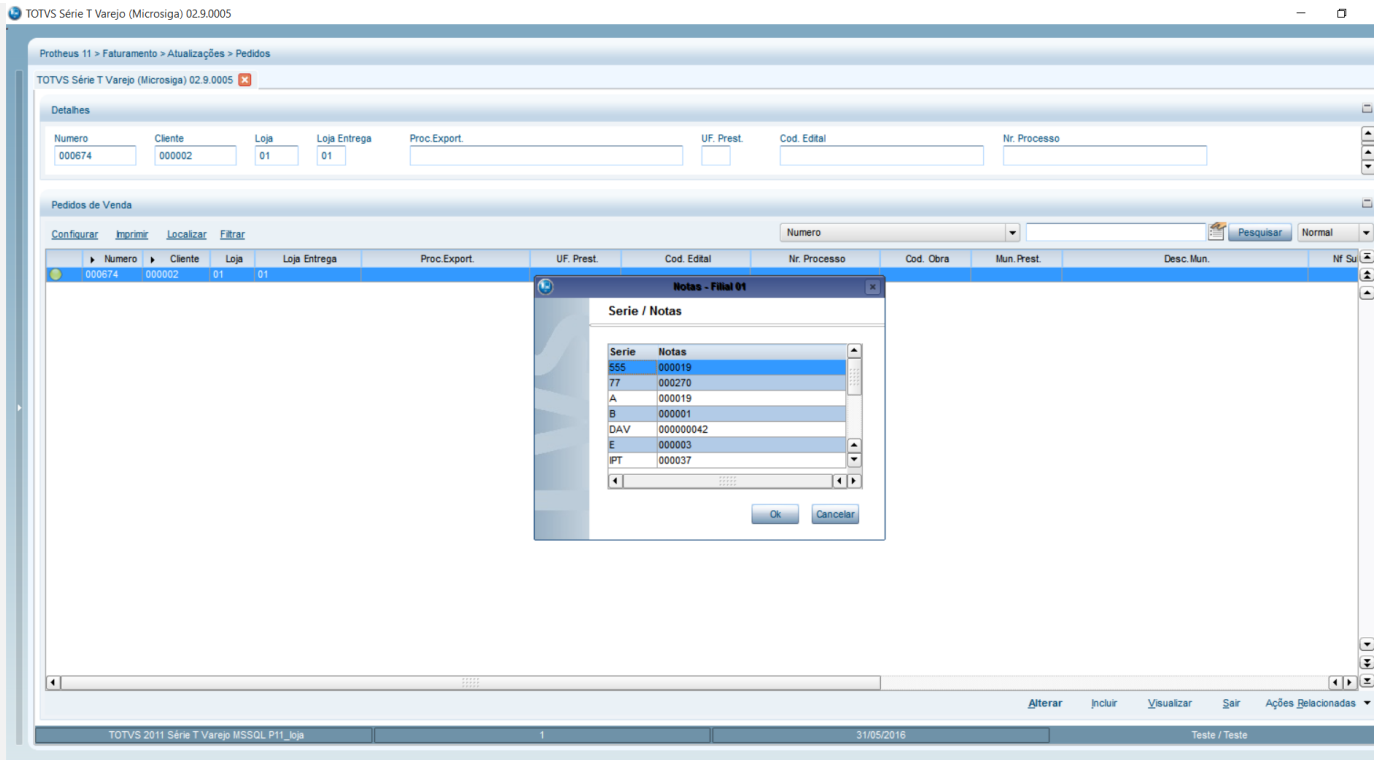 TOTVS Série T Varejo (Microsiga) 02.9.0005
Protheus 11 > Faturamento > Atualizações > Pedidos
TOTVS Série T Varejo (Microsiga) 02.9.0005
Detalhes
Numero Cliente Loja Loja Entrega Proc.Export. UF. Prest. Cod. Edital Nr. Processo
000674 000002 01 01
Pedidos de Venda
Configurar Imprimir Localizar Filtrar Numero Pesquisar Normal
Numero Cliente Loja Loja Entrega Proc.Export. UF. Prest. Cod. Edital Nr. Processo Cod. Obra Mun.Prest. Desc.Mun. Nf Su
000674 000002 01 01
Notas - Filial 01
Serie / Notas
Serie Notas
555 000019
77 000270
A 000019
B 000001
DAV 000000042
E 000003
IPT 000037
Ok Cancelar
Alterar Incluir Visualizar Sair Ações Relacionadas
TOTVS 2011 Série T Varejo MSSQL P11_loja 1 31/05/2016 Teste / Teste